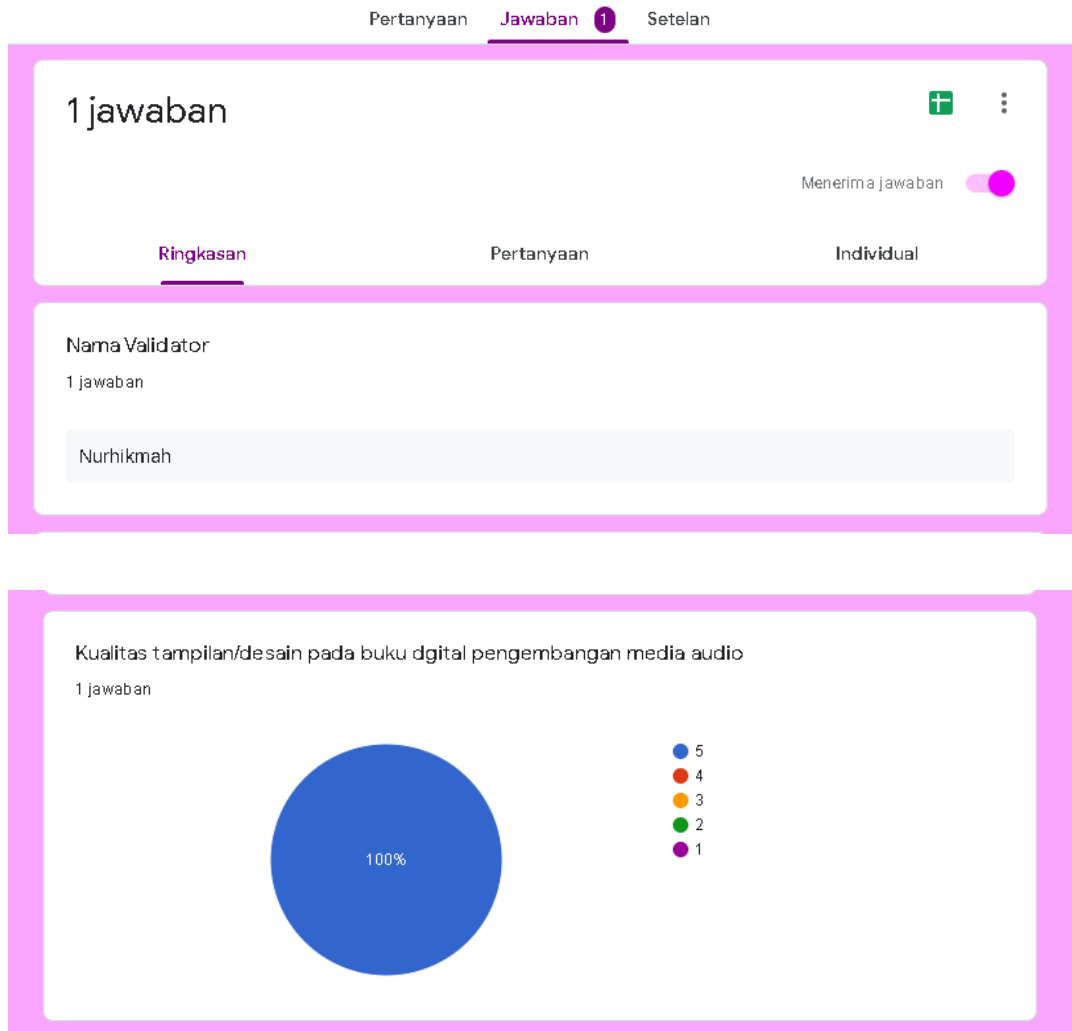 Pertanyaan Jawaban 1 Setelan
1 jawaban
Menerima jawaban
Ringkasan Pertanyaan Individual
Nama Validator
1 jawaban
Nurhikmah
Kualitas tampilan/desain pada buku dgital pengembangan media audio
1 jawaban
5
4
3
2
1
100%